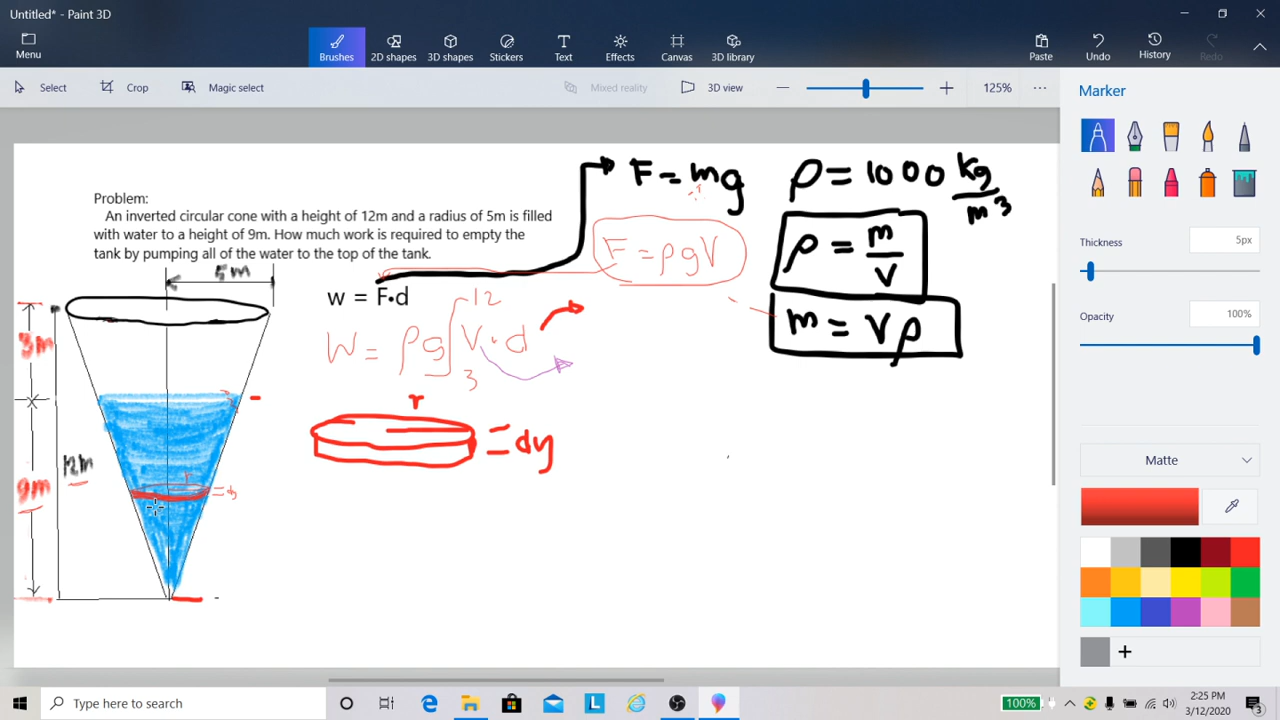 Untitled* - Paint 3D
Menu
Brushes
2D shapes
3D shapes
Stickers
Text
Effects
Canvas
3D library
Paste
Undo
History
Redo
Select
Crop
Magic select
Mixed reality
3D view
125%
Marker
Thickness
5px
Opacity
100%
Matte
Problem:
An inverted circular cone with a height of 12m and a radius of 5m is filled
with water to a height of 9m. How much work is required to empty the
tank by pumping all of the water to the top of the tank.
5m
3m
12m
9m
r
= dy
F = mg
F = ρgV
w = F•d
W = ρg ∫ V • d
12
3
r
= dy
ρ = 1000 kg/m³
ρ = m/V
m = Vρ
Type here to search
100%
2:25 PM
3/12/2020
3